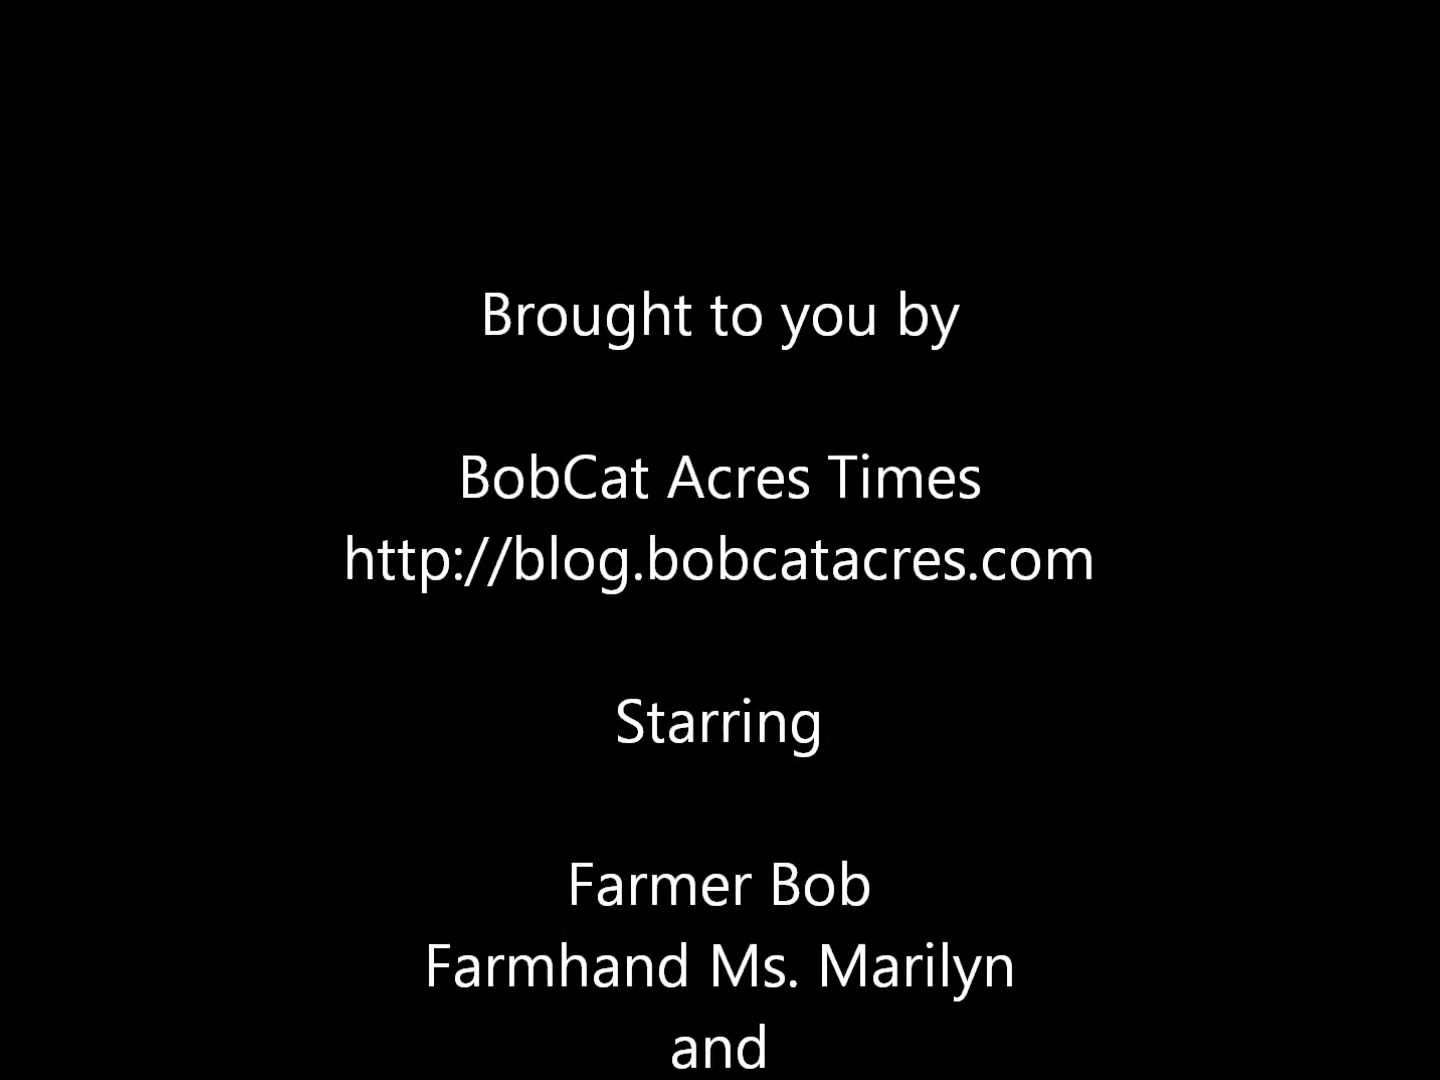 Brought to you by
BobCat Acres Times
http://blog.bobcatacres.com
Starring
Farmer Bob
Farmhand Ms. Marilyn
and